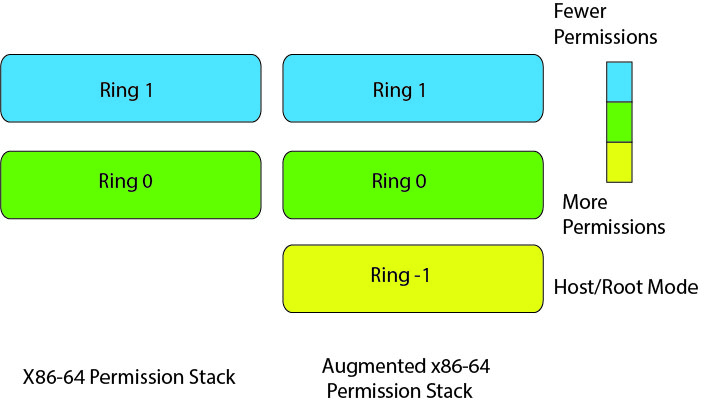 Fewer
Permissions
Ring 1
Ring 1
Ring 0
Ring 0
More
Permissions
Ring -1
Host/Root Mode
X86-64 Permission Stack
Augmented x86-64
Permission Stack